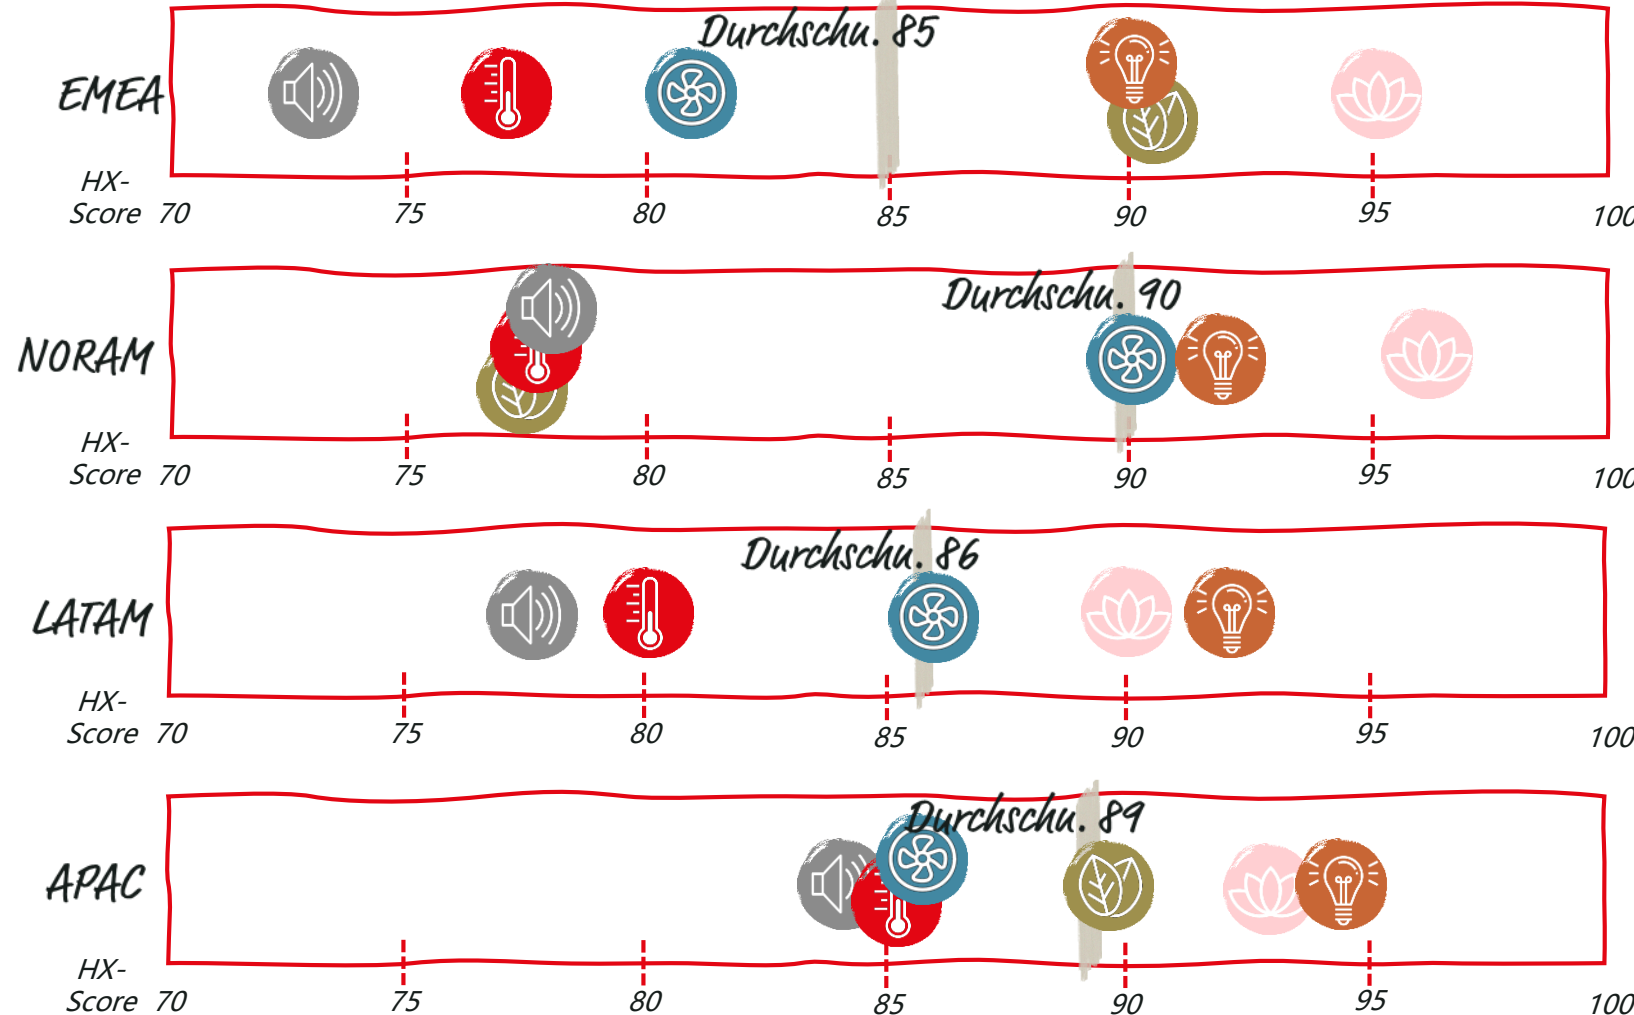 Durchschn. 85
EMEA
HX-
Score 70 75 80 85 90 95 100
Durchschn. 90
NORAM
HX-
Score 70 75 80 85 90 95 100
Durchschn. 86
LATAM
HX-
Score 70 75 80 85 90 95 100
Durchschn. 89
APAC
HX-
Score 70 75 80 85 90 95 100